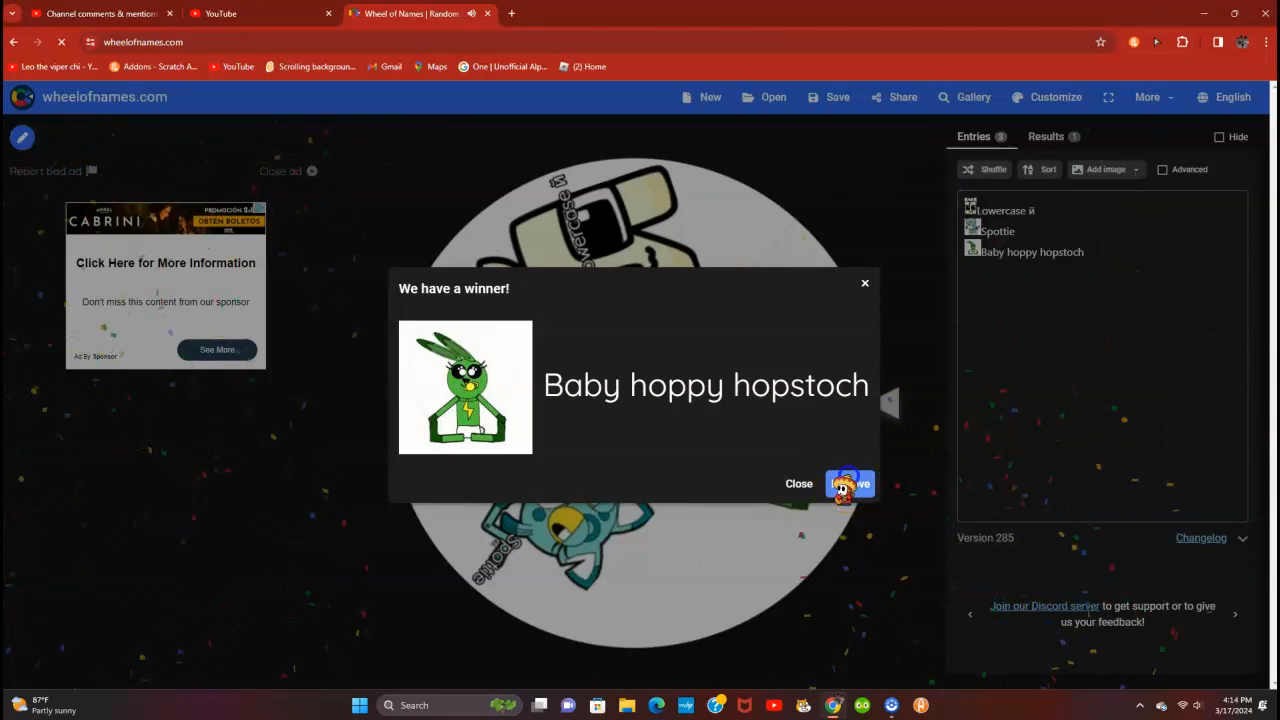 Channel comments & mention
YouTube
Wheel of Names | Random
wheelofnames.com
Leo the viper chi - Y...
Addons - Scratch A...
YouTube
Scrolling backgroun...
Gmail
Maps
One | Unofficial Alp...
(2) Home
wheelofnames.com
New
Open
Save
Share
Gallery
Customize
More
English
Report bad ad
Close ad
Entries 3
Results 1
Hide
Shuffle
Sort
Add image
Advanced
CABRINI
PROMOCIÓN 2x1
OBTÉN BOLETOS
Click Here for More Information
Don't miss this content from our sponsor
See More
Ad By Sponsor
Lowercase й
Spottie
Baby hoppy hopstoch
We have a winner!
Baby hoppy hopstoch
Close
Spottie
Version 285
Changelog
Join our Discord server to get support or to give
us your feedback!
87°F
Partly sunny
Search
4:14 PM
3/17/2024